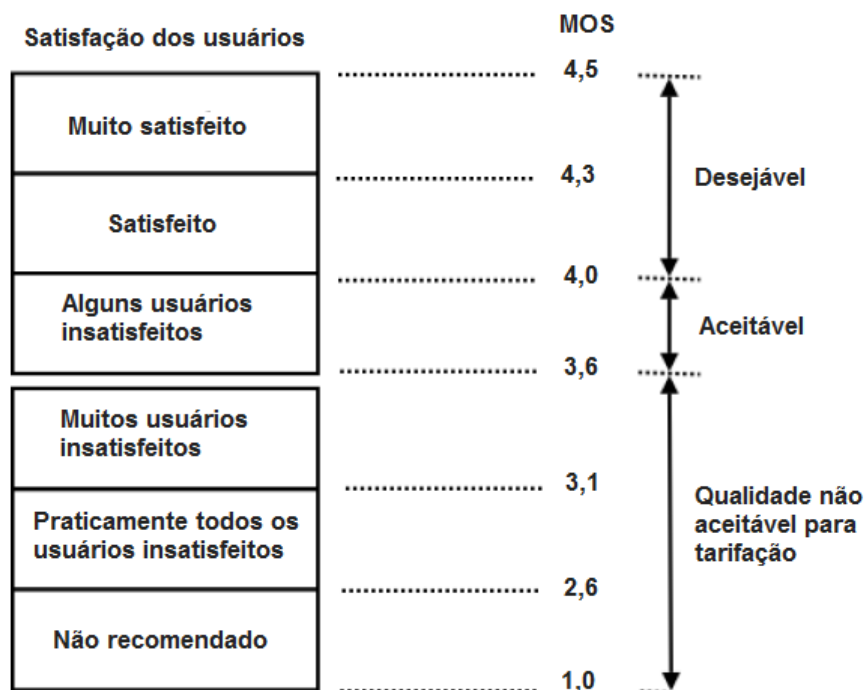 Satisfação dos usuários
MOS
4,5
Muito satisfeito
4,3
Desejável
Satisfeito
4,0
Alguns usuários
insatisfeitos
Aceitável
3,6
Muitos usuários
insatisfeitos
3,1
Qualidade não
aceitável para
tarifação
Praticamente todos os
usuários insatisfeitos
2,6
Não recomendado
1,0